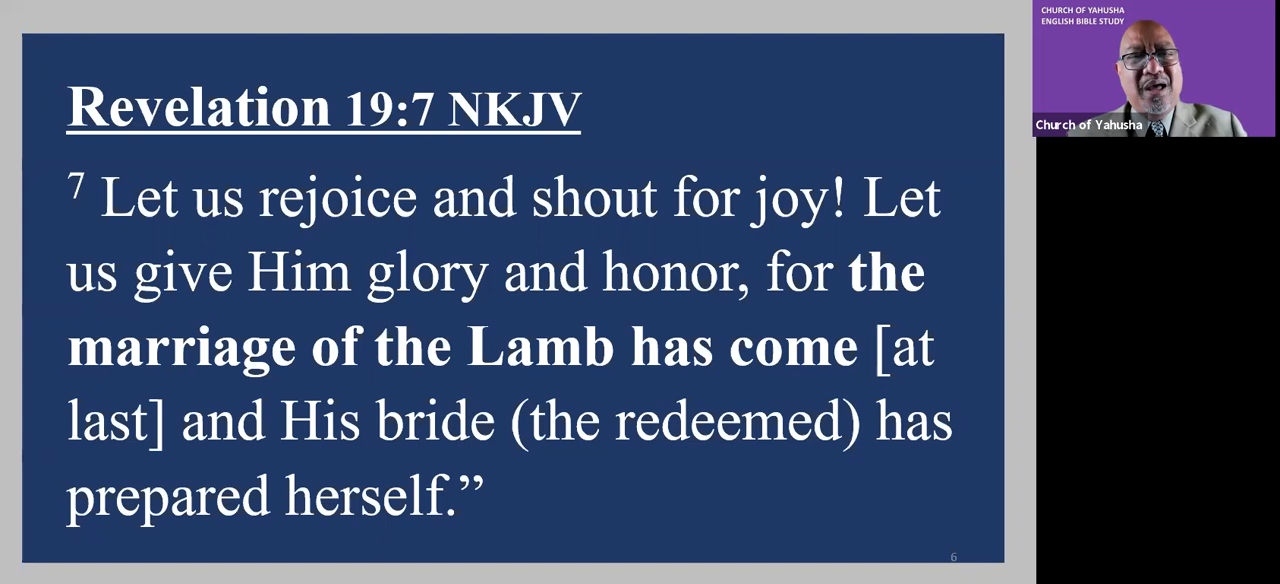 Revelation 19:7 NKJV
7 Let us rejoice and shout for joy! Let
us give Him glory and honor, for the
marriage of the Lamb has come [at
last] and His bride (the redeemed) has
prepared herself.”
6
CHURCH OF YAHUSHA
ENGLISH BIBLE STUDY
Church of Yahusha